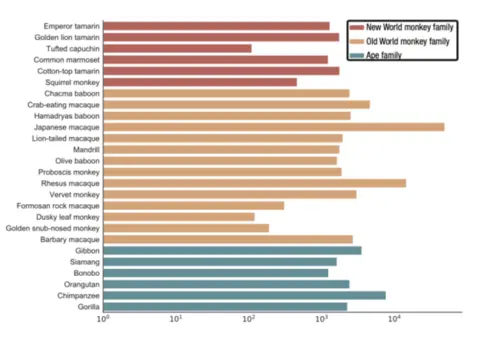 Emperor tamarin
Golden lion tamarin
Tufted capuchin
Common marmoset
Cotton-top tamarin
Squirrel monkey
Chacma baboon
Crab-eating macaque
Hamadryas baboon
Japanese macaque
Lion-tailed macaque
Mandrill
Olive baboon
Proboscis monkey
Rhesus macaque
Vervet monkey
Formosan rock macaque
Dusky leaf monkey
Golden snub-nosed monkey
Barbary macaque
Gibbon
Siamang
Bonobo
Orangutan
Chimpanzee
Gorilla
New World monkey family
Old World monkey family
Ape family
10⁰ 10¹ 10² 10³ 10⁴